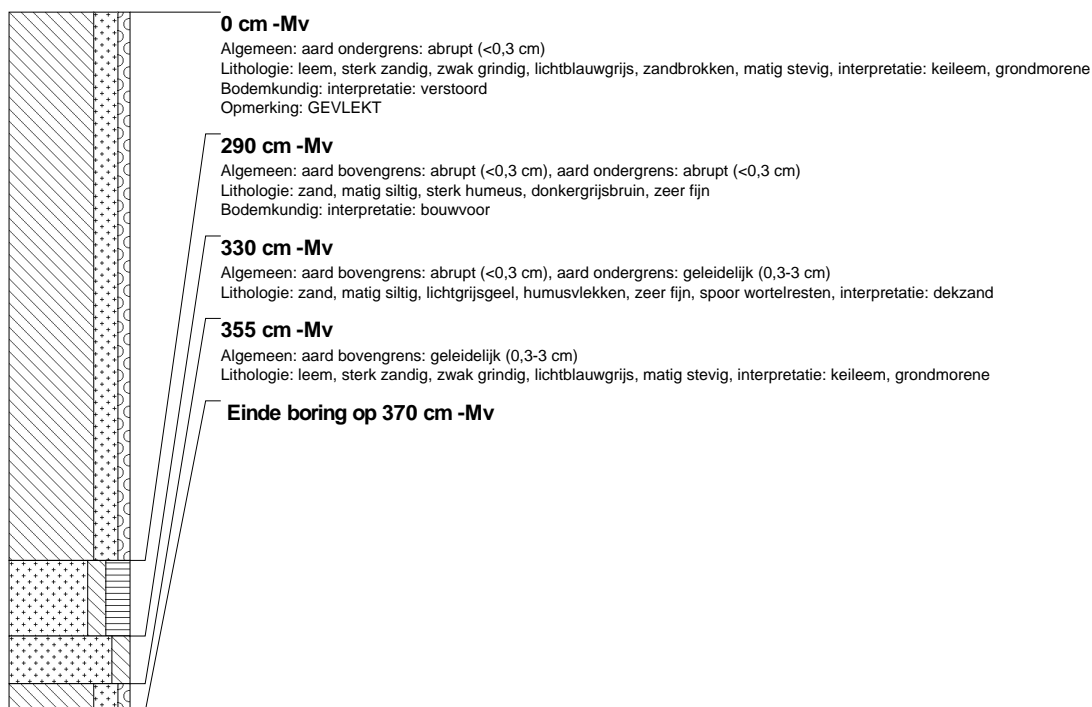 0 cm -Mv
Algemeen: aard ondergrens: abrupt (<0,3 cm)
Lithologie: leem, sterk zandig, zwak grindig, lichtblauwgrijs, zandbrokken, matig stevig, interpretatie: keileem, grondmorene
Bodemkundig: interpretatie: verstoord
Opmerking: GEVLEKT
290 cm -Mv
Algemeen: aard bovengrens: abrupt (<0,3 cm), aard ondergrens: abrupt (<0,3 cm)
Lithologie: zand, matig siltig, sterk humeus, donkergrijsbruin, zeer fijn
Bodemkundig: interpretatie: bouwvoor
330 cm -Mv
Algemeen: aard bovengrens: abrupt (<0,3 cm), aard ondergrens: geleidelijk (0,3-3 cm)
Lithologie: zand, matig siltig, lichtgrijsgeel, humusvlekken, zeer fijn, spoor wortelresten, interpretatie: dekzand
355 cm -Mv
Algemeen: aard bovengrens: geleidelijk (0,3-3 cm)
Lithologie: leem, sterk zandig, zwak grindig, lichtblauwgrijs, matig stevig, interpretatie: keileem, grondmorene
Einde boring op 370 cm -Mv